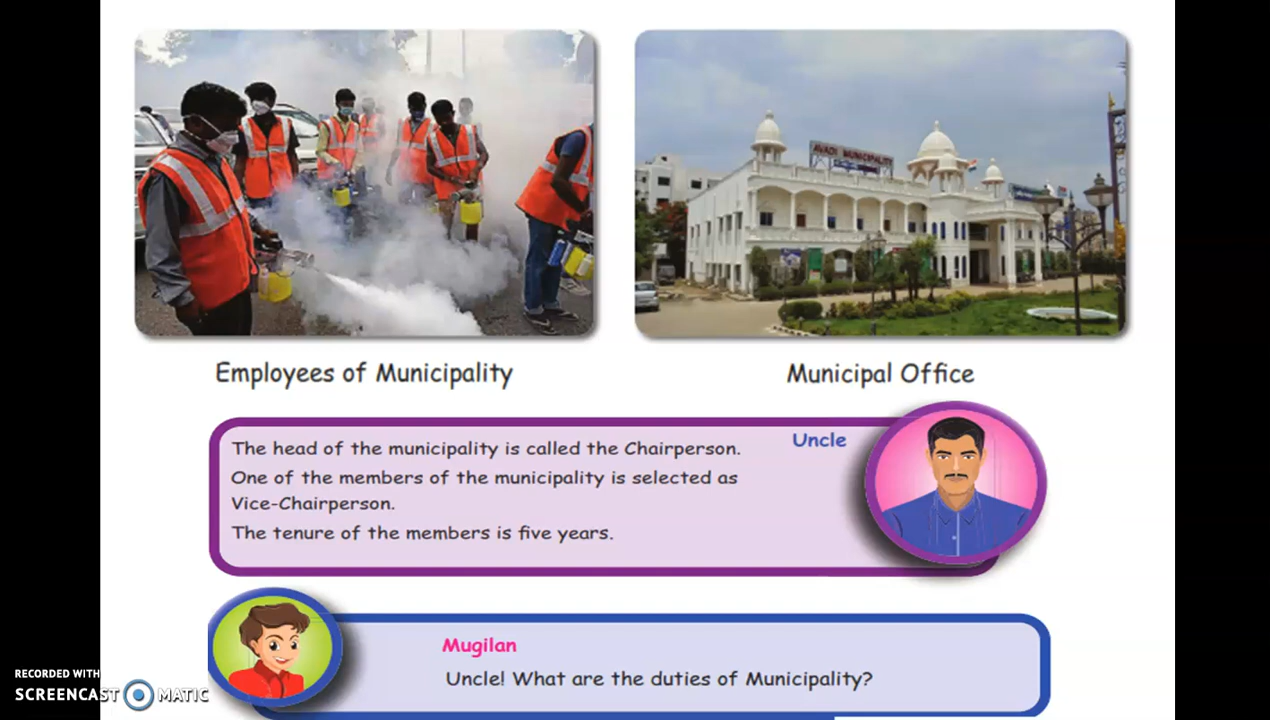 AVADI MUNICIPALITY
Employees of Municipality
Municipal Office
The head of the municipality is called the Chairperson.
Uncle
One of the members of the municipality is selected as
Vice-Chairperson.
The tenure of the members is five years.
Mugilan
Uncle! What are the duties of Municipality?
RECORDED WITH
SCREENCAST MATIC